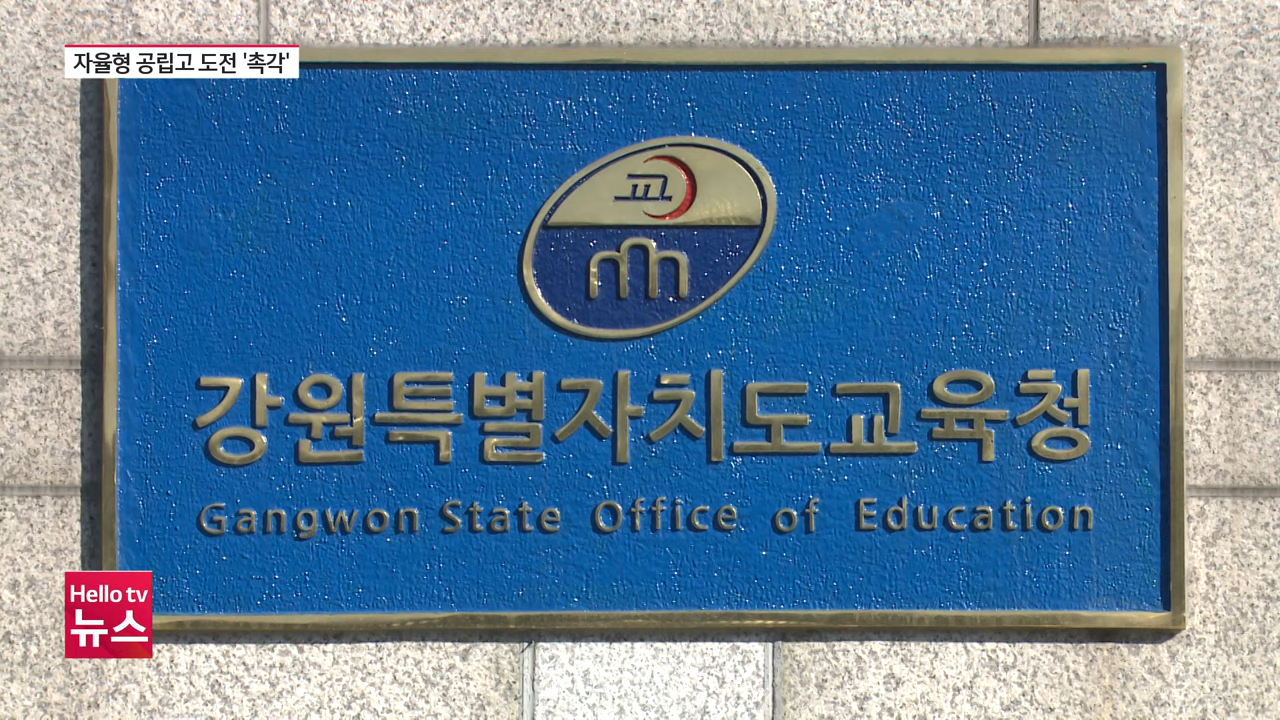 자율형 공립고 도전 '촉각'
교
강원특별자치도교육청
Gangwon State Office of Education
Hello tv
뉴스